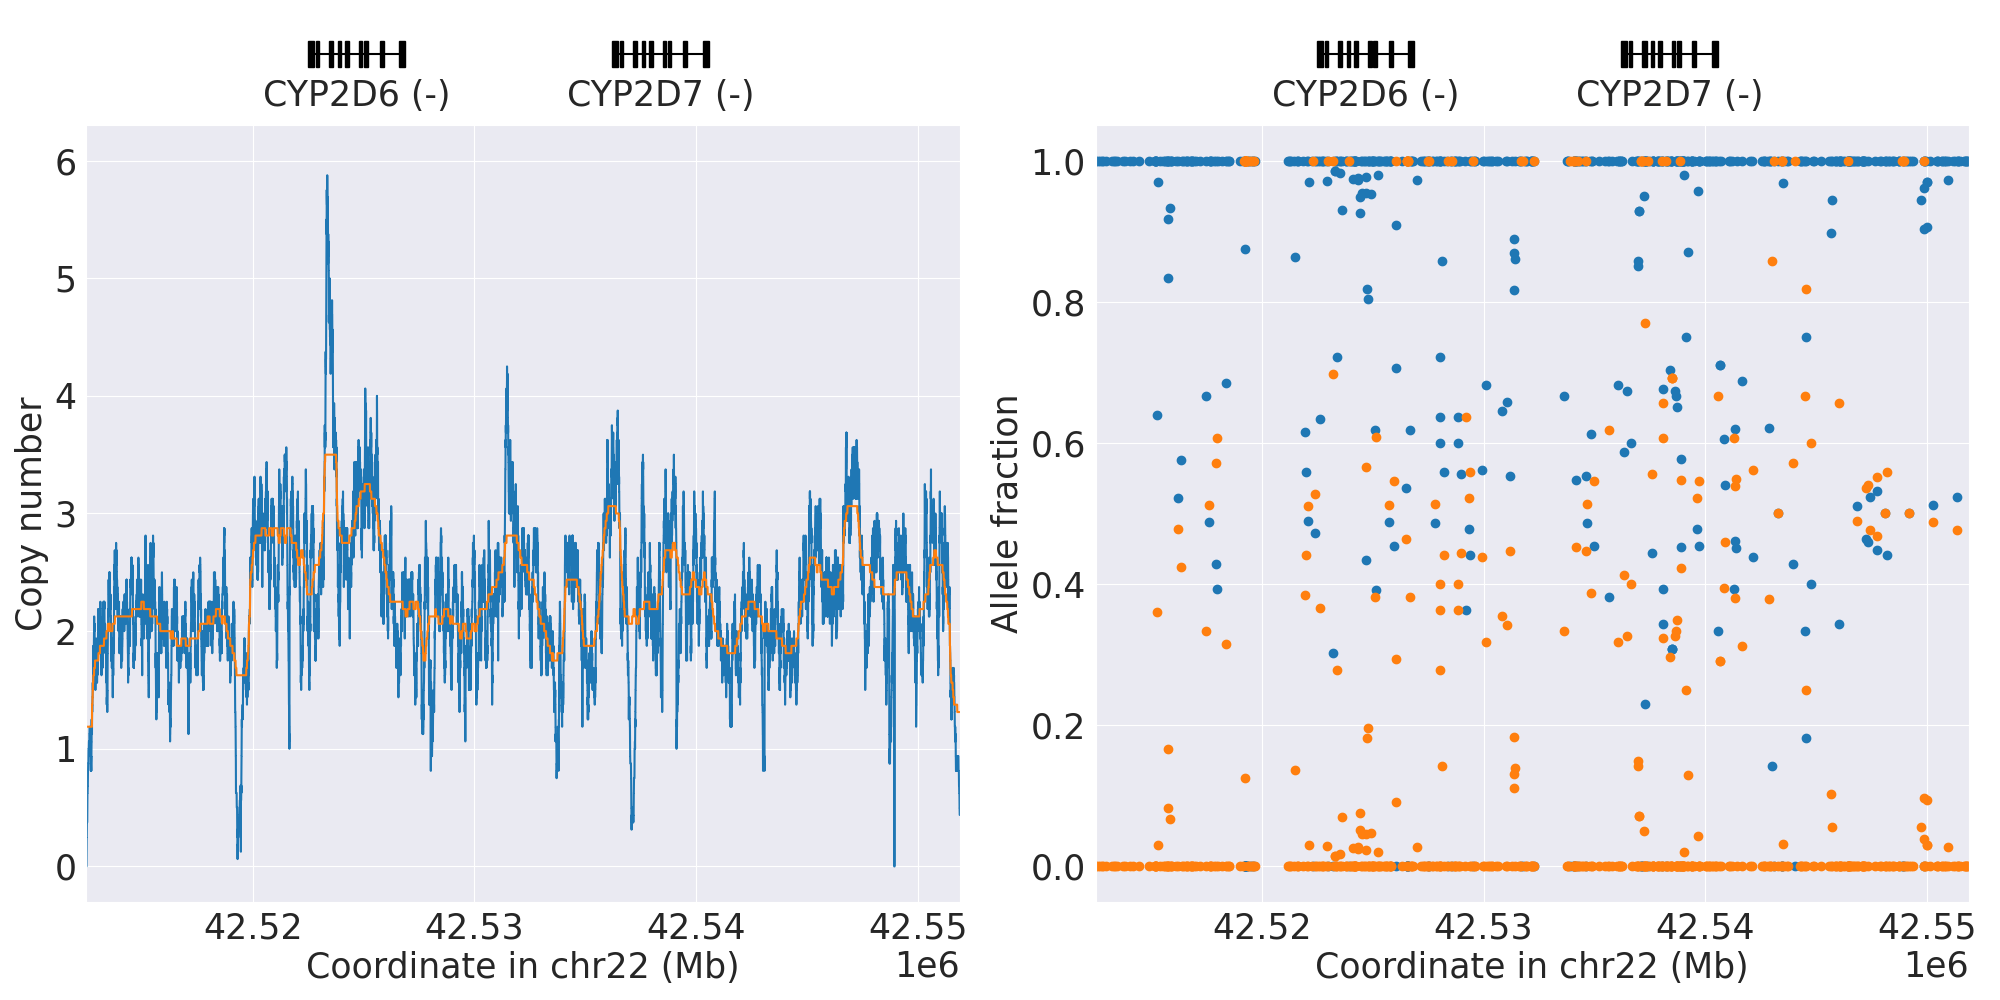 CYP2D6 (-) CYP2D7 (-)
6
5
4
3
2
1
0
Copy number
42.52 42.53 42.54 42.55
Coordinate in chr22 (Mb) 1e6
CYP2D6 (-) CYP2D7 (-)
1.0
0.8
0.6
0.4
0.2
0.0
Allele fraction
42.52 42.53 42.54 42.55
Coordinate in chr22 (Mb) 1e6